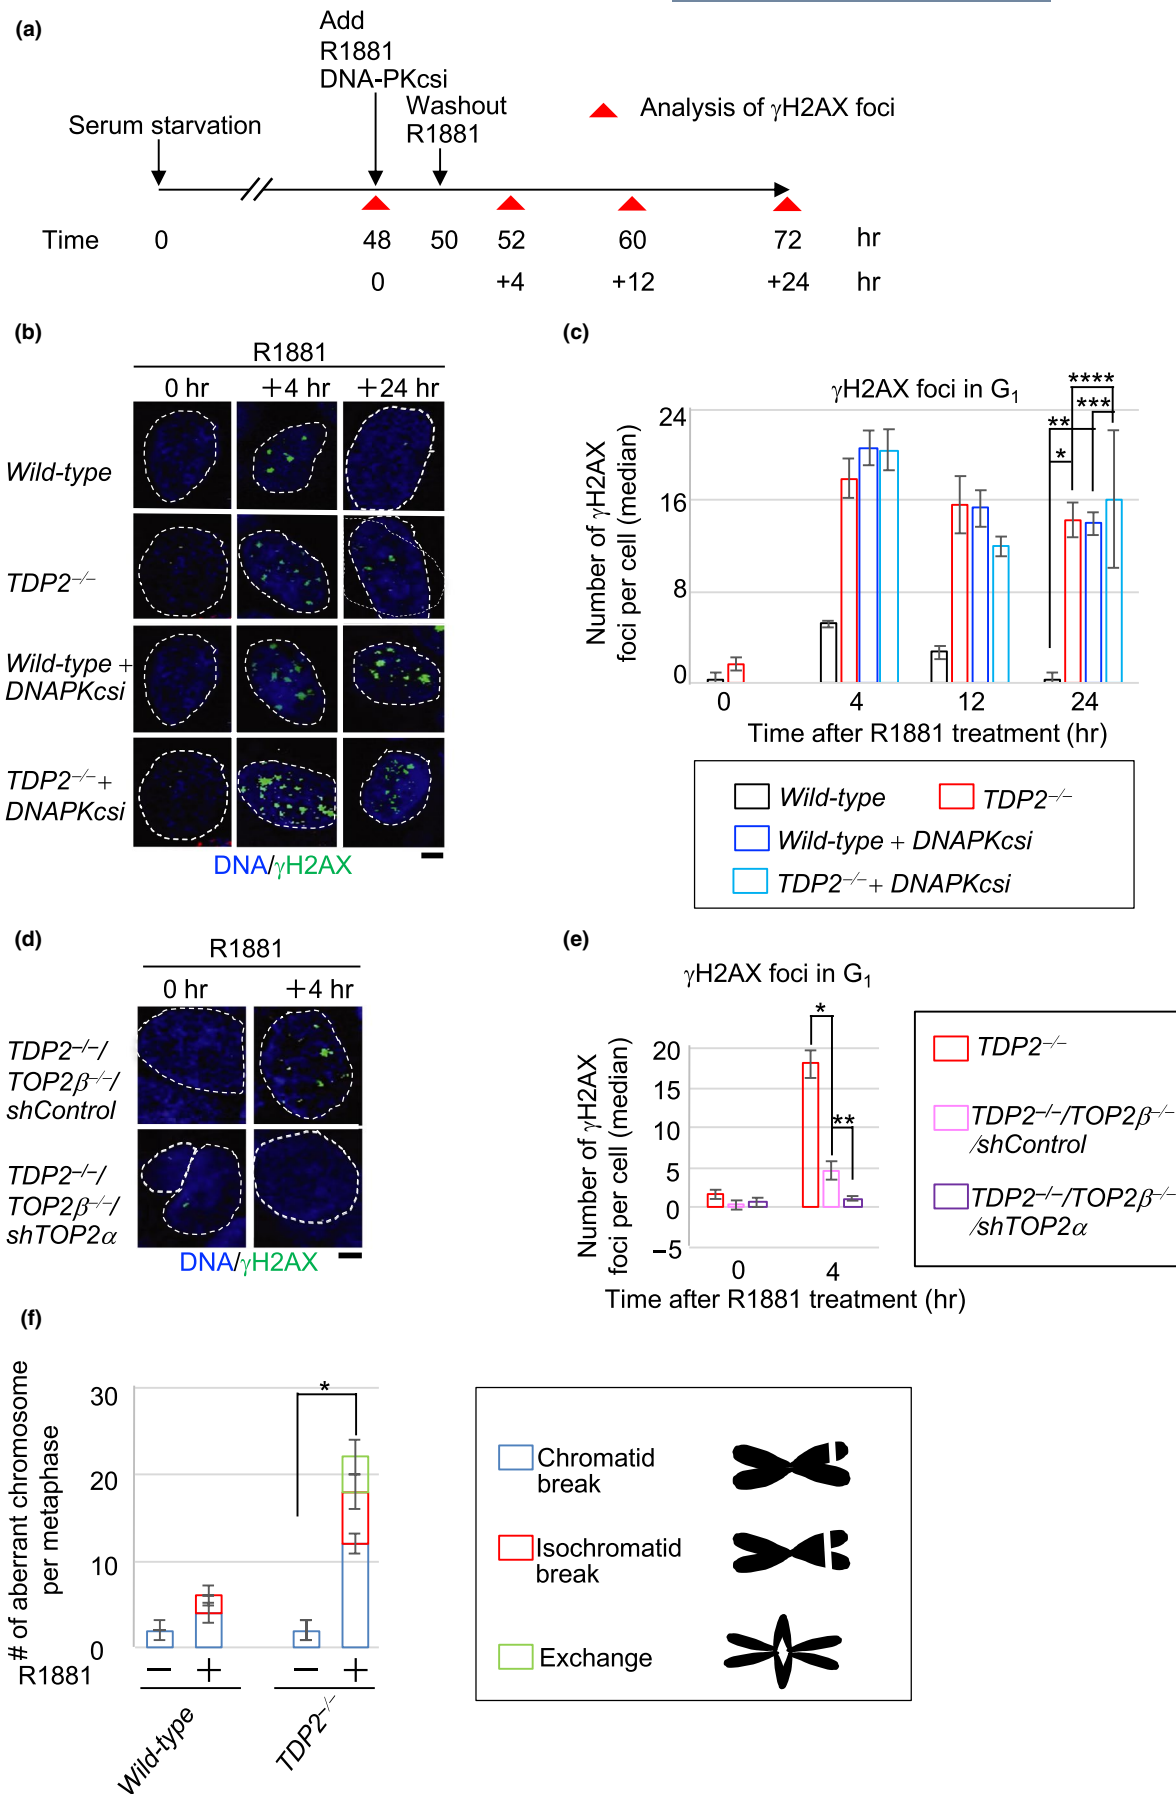 (a)
Add
R1881
DNA-PKcsi
Washout
R1881
Analysis of γH2AX foci
Serum starvation
Time 0 48 50 52 60 72 hr
0 +4 +12 +24 hr
(b)
R1881
0 hr +4 hr +24 hr
Wild-type
TDP2−/−
Wild-type +
DNAPKcsi
TDP2−/− +
DNAPKcsi
DNA/γH2AX
(c)
γH2AX foci in G1
Number of γH2AX
foci per cell (median)
24
16
8
0
****
***
**
*
0 4 12 24
Time after R1881 treatment (hr)
Wild-type TDP2−/−
Wild-type + DNAPKcsi
TDP2−/− + DNAPKcsi
(d)
R1881
0 hr +4 hr
TDP2−/−/
TOP2β−/−/
shControl
TDP2−/−/
TOP2β−/−/
shTOP2α
DNA/γH2AX
(e)
γH2AX foci in G1
Number of γH2AX
foci per cell (median)
20
15
10
5
0
−5
*
**
0 4
Time after R1881 treatment (hr)
TDP2−/−
TDP2−/−/TOP2β−/−
/shControl
TDP2−/−/TOP2β−/−
/shTOP2α
(f)
# of aberrant chromosome
per metaphase
30
20
10
0
*
R1881 − + − +
Wild-type
TDP2−/−
Chromatid
break
Isochromatid
break
Exchange